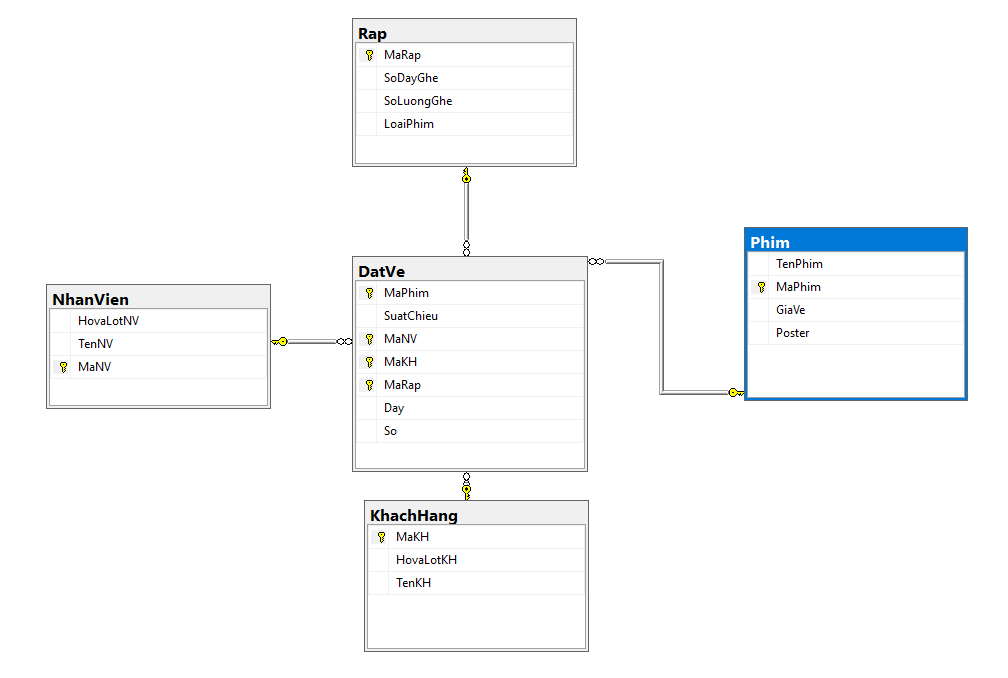 Rap
MaRap
SoDayGhe
SoLuongGhe
LoaiPhim
Phim
TenPhim
MaPhim
GiaVe
Poster
DatVe
MaPhim
SuatChieu
MaNV
MaKH
MaRap
Day
So
NhanVien
HovaLotNV
TenNV
MaNV
KhachHang
MaKH
HovaLotKH
TenKH